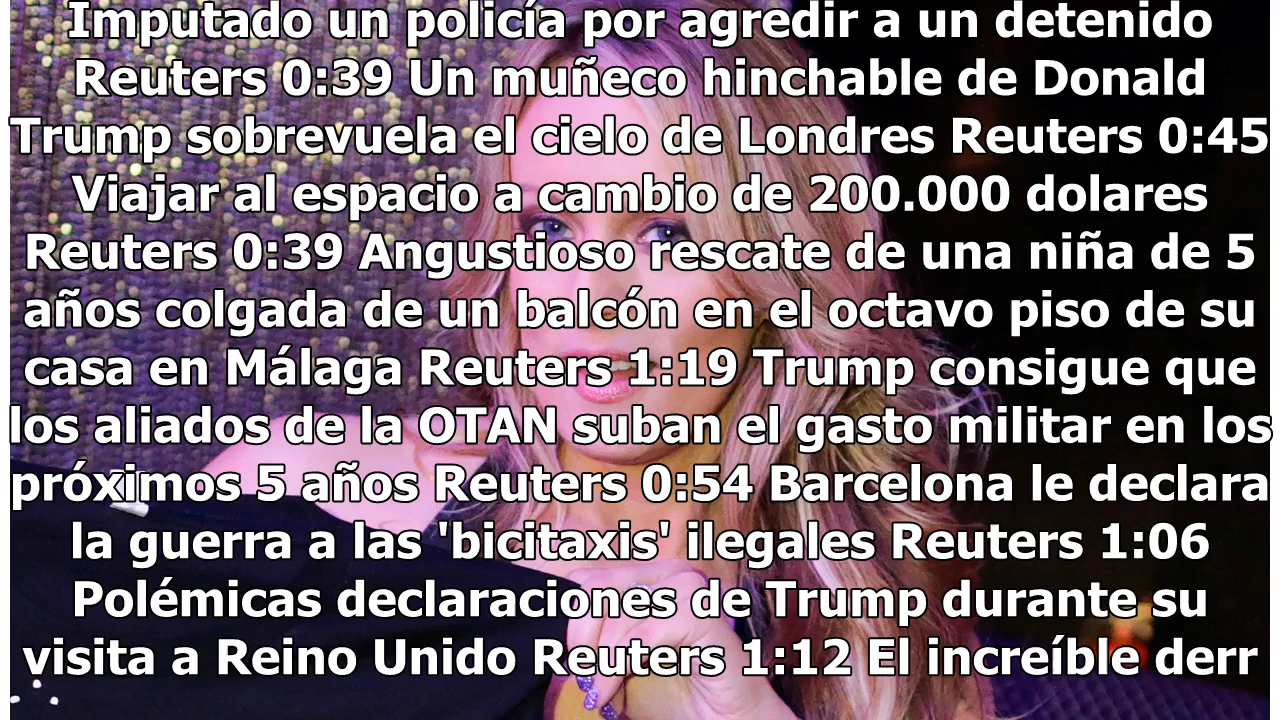 Imputado un policía por agredir a un detenido
Reuters 0:39 Un muñeco hinchable de Donald
Trump sobrevuela el cielo de Londres Reuters 0:45
Viajar al espacio a cambio de 200.000 dolares
Reuters 0:39 Angustioso rescate de una niña de 5
años colgada de un balcón en el octavo piso de su
casa en Málaga Reuters 1:19 Trump consigue que
los aliados de la OTAN suban el gasto militar en los
próximos 5 años Reuters 0:54 Barcelona le declara
la guerra a las 'bicitaxis' ilegales Reuters 1:06
Polémicas declaraciones de Trump durante su
visita a Reino Unido Reuters 1:12 El increíble derr